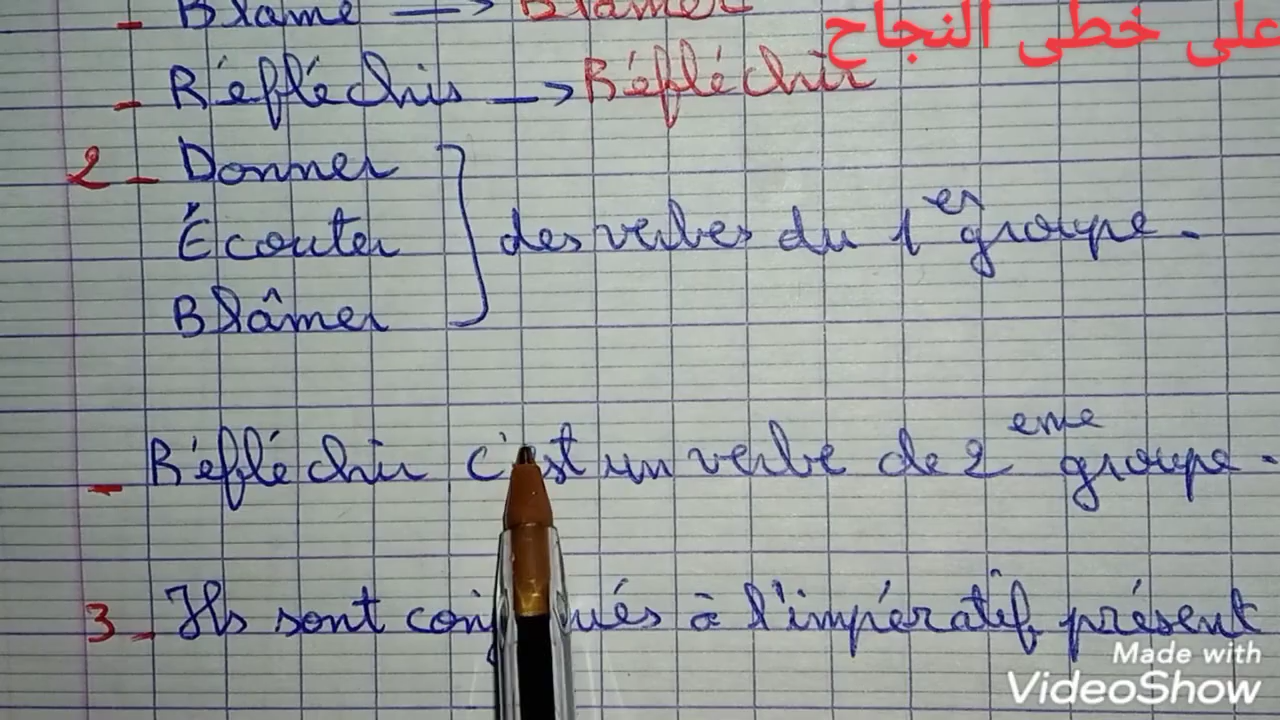 على خطى النجاح
- Blâme —> Blâmer
- Réfléchis —> Réfléchir
2 - Donner
Écouter
Blâmer
des verbes du 1er groupe.
- Réfléchir c'est un verbe de 2eme groupe.
3 - Ils sont conjugués à l'impératif présent
Made with
VideoShow